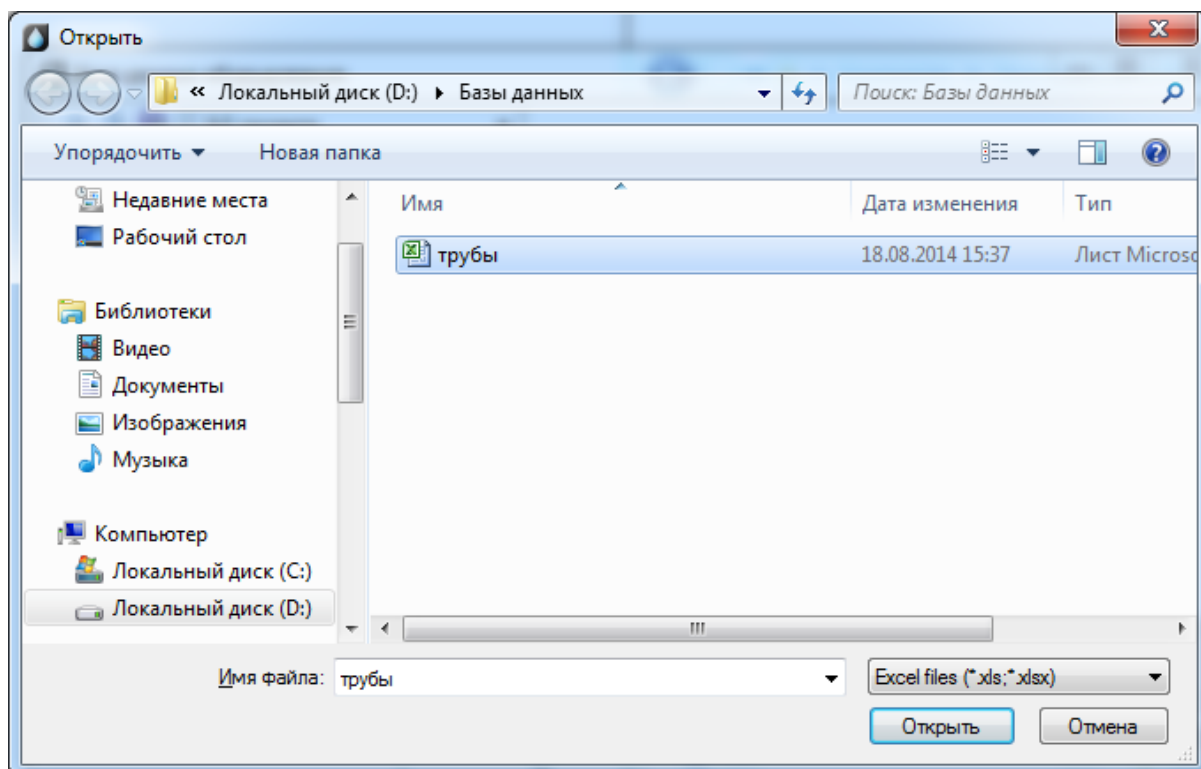 Открыть
« Локальный диск (D:) Базы данных
Поиск: Базы данных
Упорядочить Новая папка
Недавние места
Рабочий стол
Библиотеки
Видео
Документы
Изображения
Музыка
Компьютер
Локальный диск (C:)
Локальный диск (D:)
Имя Дата изменения Тип
трубы 18.08.2014 15:37 Лист Microso
Имя файла: трубы Excel files (*.xls;*.xlsx)
Открыть Отмена